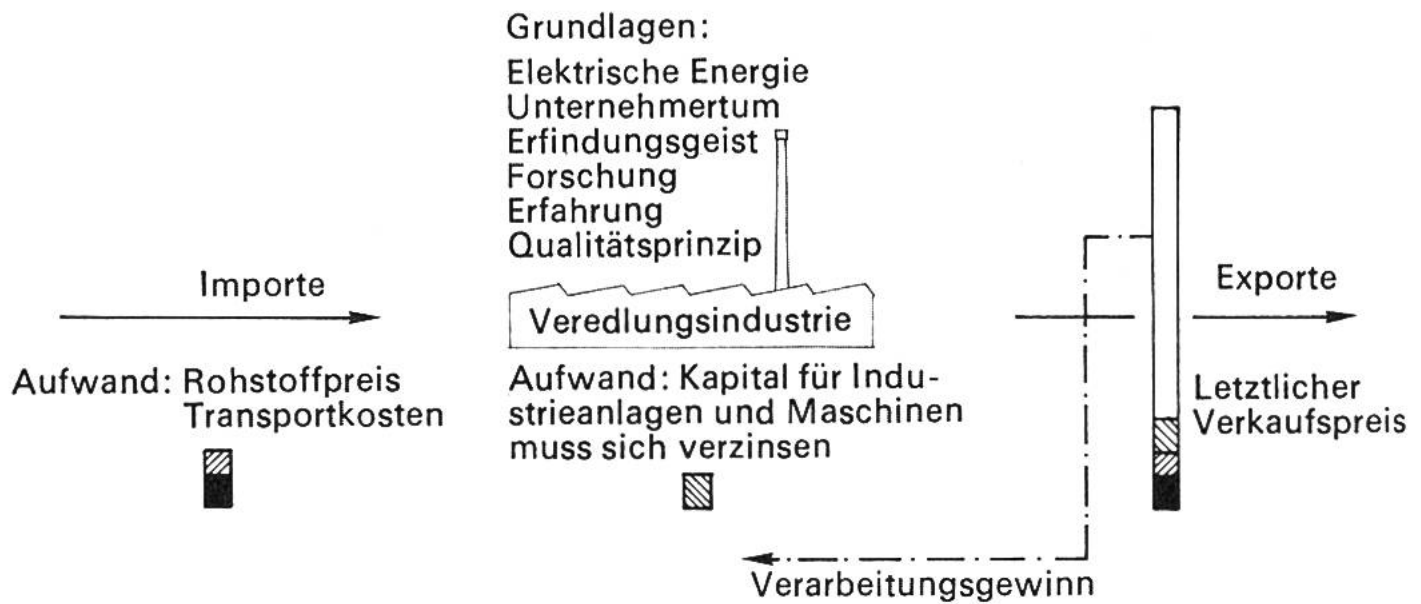 Grundlagen:
Elektrische Energie
Unternehmertum
Erfindungsgeist
Forschung
Erfahrung
Qualitätsprinzip
Importe
Veredlungsindustrie
Exporte
Aufwand: Rohstoffpreis
Transportkosten
Aufwand: Kapital für Indu-
strieanlagen und Maschinen
muss sich verzinsen
Letztlicher
Verkaufspreis
Verarbeitungsgewinn